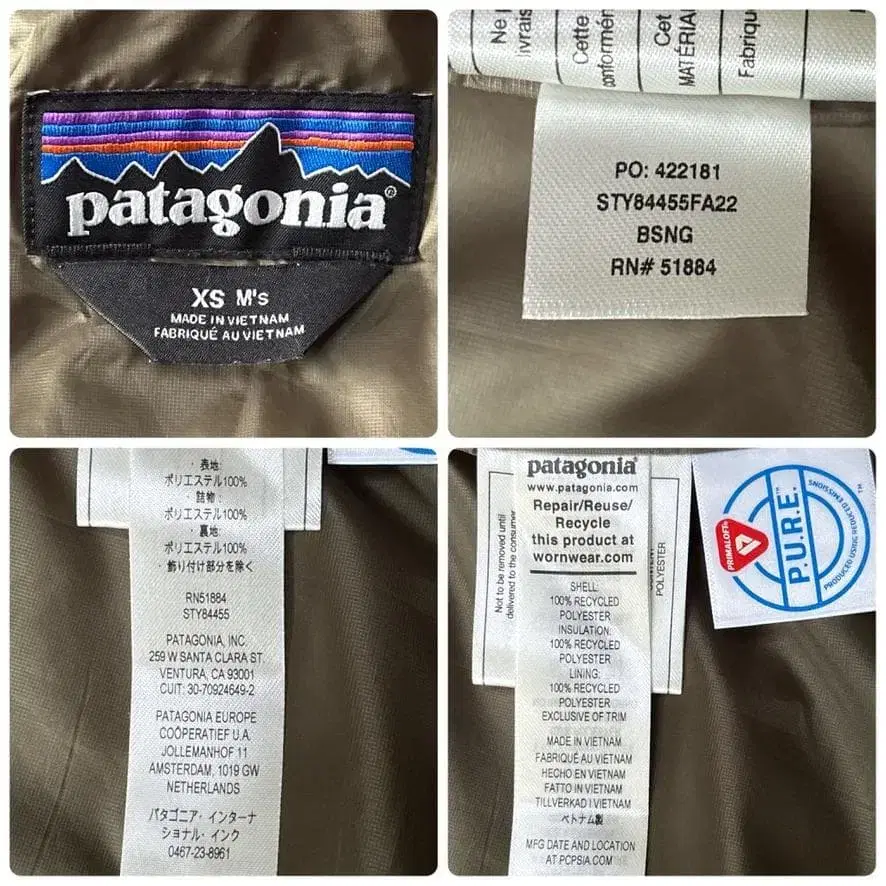 patagonia®
XS M's
MADE IN VIETNAM
FABRIQUÉ AU VIETNAM
Cette
Cet
PO: 422181
STY84455FA22
BSNG
RN# 51884
・表地:
ポリエステル100%
・詰物:
ポリエステル100%
・裏地:
ポリエステル100%
・飾り付け部分を除く
RN51884
STY84455
PATAGONIA, INC.
259 W SANTA CLARA ST.
VENTURA, CA 93001
CUIT: 30-70924649-2
PATAGONIA EUROPE
COÖPERATIEF U.A.
JOLLEMANHOF 11
AMSTERDAM, 1019 GW
NETHERLANDS
パタゴニア・インターナ
ショナル・インク
0467-23-8961
patagonia®
www.patagonia.com
Repair/Reuse/
Recycle
this product at
wornwear.com
SHELL:
100% RECYCLED
POLYESTER
INSULATION:
100% RECYCLED
POLYESTER
LINING:
100% RECYCLED
POLYESTER
EXCLUSIVE OF TRIM
MADE IN VIETNAM
FABRIQUÉ AU VIETNAM
HECHO EN VIETNAM
FATTO IN VIETNAM
TILLVERKAD I VIETNAM
ベトナム製
MFG DATE AND LOCATION
AT PCPSIA.COM
Not to be removed until
delivered to the consumer
POLYESTER
PRIMALOFT®
P.U.R.E.™
PRODUCED USING REDUCED EMISSIONS™